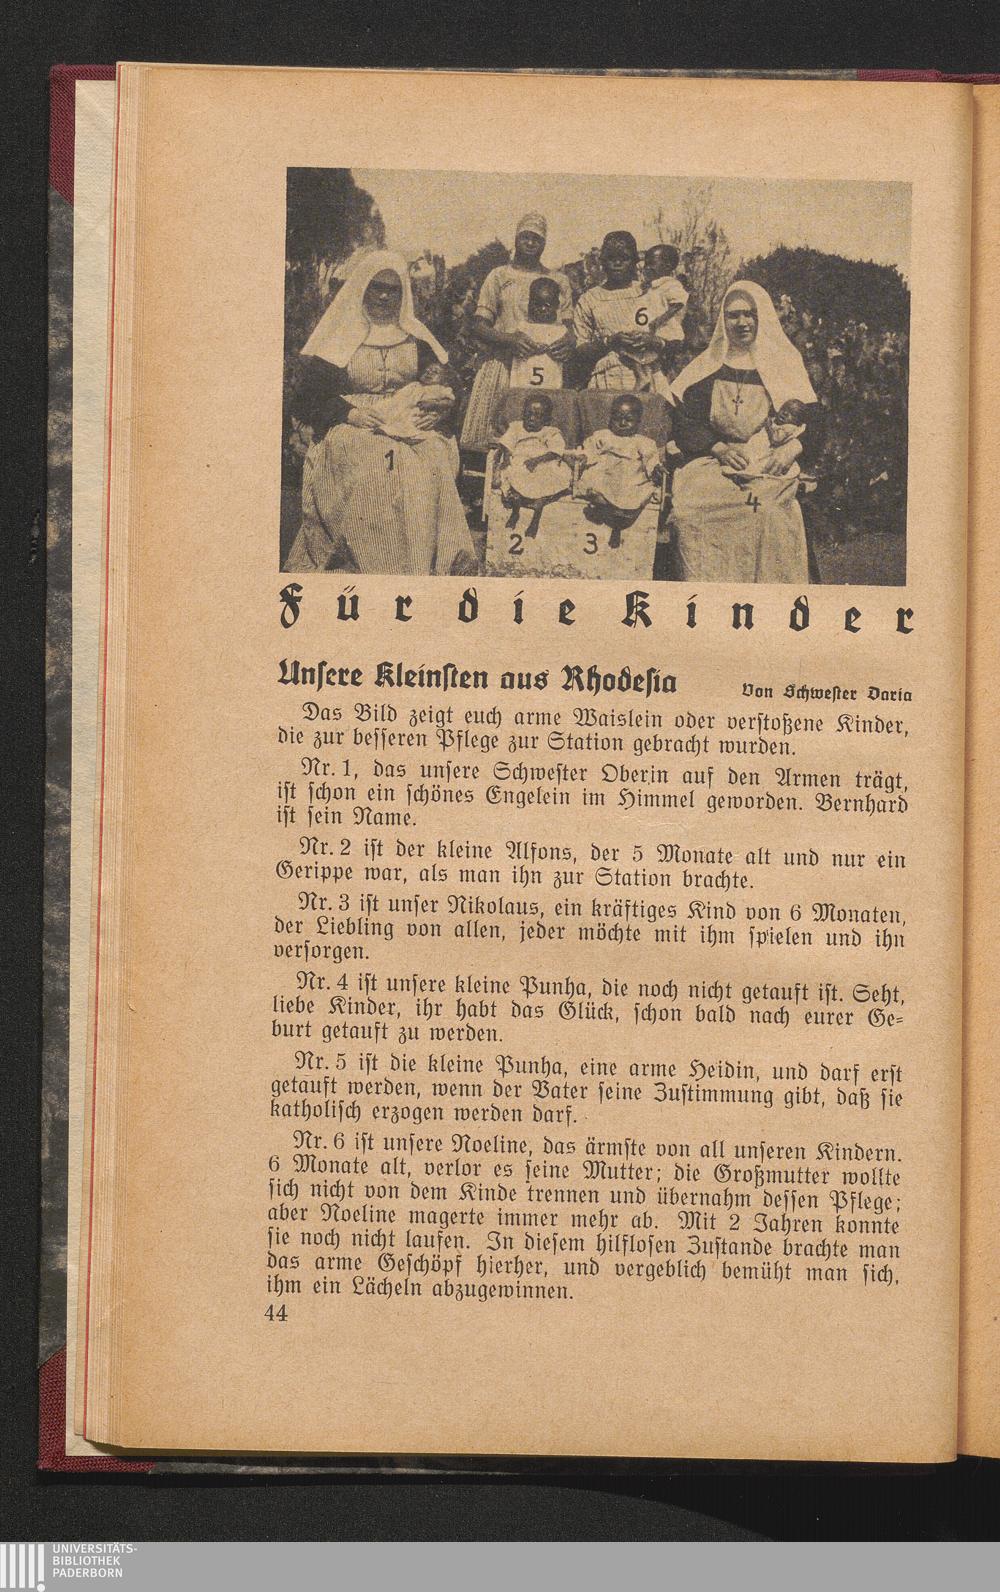 5
6
1
4
2
3
Für die Kinder
Unsere Kleinsten aus Rhodesia
Von Schwester Daria
Das Bild zeigt euch arme Waislein oder verstoßene Kinder,
die zur besseren Pflege zur Station gebracht wurden.
Nr. 1, das unsere Schwester Oberin auf den Armen trägt,
ist schon ein schönes Engelein im Himmel geworden. Bernhard
ist sein Name.
Nr. 2 ist der kleine Alfons, der 5 Monate alt und nur ein
Gerippe war, als man ihn zur Station brachte.
Nr. 3 ist unser Nikolaus, ein kräftiges Kind von 6 Monaten,
der Liebling von allen, jeder möchte mit ihm spielen und ihn
versorgen.
Nr. 4 ist unsere kleine Punha, die noch nicht getauft ist. Seht,
liebe Kinder, ihr habt das Glück, schon bald nach eurer Ge-
burt getauft zu werden.
Nr. 5 ist die kleine Punha, eine arme Heidin, und darf erst
getauft werden, wenn der Vater seine Zustimmung gibt, daß sie
katholisch erzogen werden darf.
Nr. 6 ist unsere Noeline, das ärmste von all unseren Kindern.
6 Monate alt, verlor es seine Mutter; die Großmutter wollte
sich nicht von dem Kinde trennen und übernahm dessen Pflege;
aber Noeline magerte immer mehr ab. Mit 2 Jahren konnte
sie noch nicht laufen. In diesem hilflosen Zustande brachte man
das arme Geschöpf hierher, und vergeblich bemüht man sich,
ihm ein Lächeln abzugewinnen.
44
UNIVERSITÄTS-
BIBLIOTHEK
PADERBORN